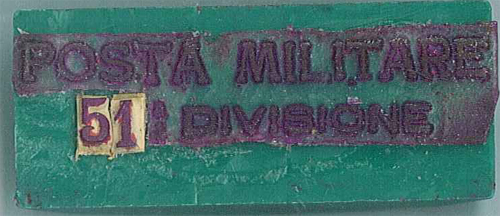 POSTA MILITARE
51ª DIVISIONE